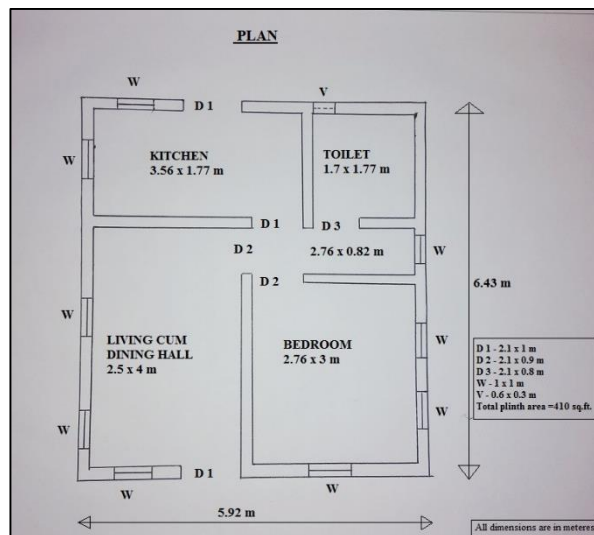 PLAN
W
D 1
V
W
KITCHEN
3.56 x 1.77 m
TOILET
1.7 x 1.77 m
D 1
D 3
D 2
2.76 x 0.82 m
W
D 2
6.43 m
W
LIVING CUM
DINING HALL
2.5 x 4 m
BEDROOM
2.76 x 3 m
W
D 1 - 2.1 x 1 m
D 2 - 2.1 x 0.9 m
D 3 - 2.1 x 0.8 m
W - 1 x 1 m
V - 0.6 x 0.3 m
Total plinth area =410 sq.ft.
W
W
D 1
W
W
5.92 m
All dimensions are in meteres